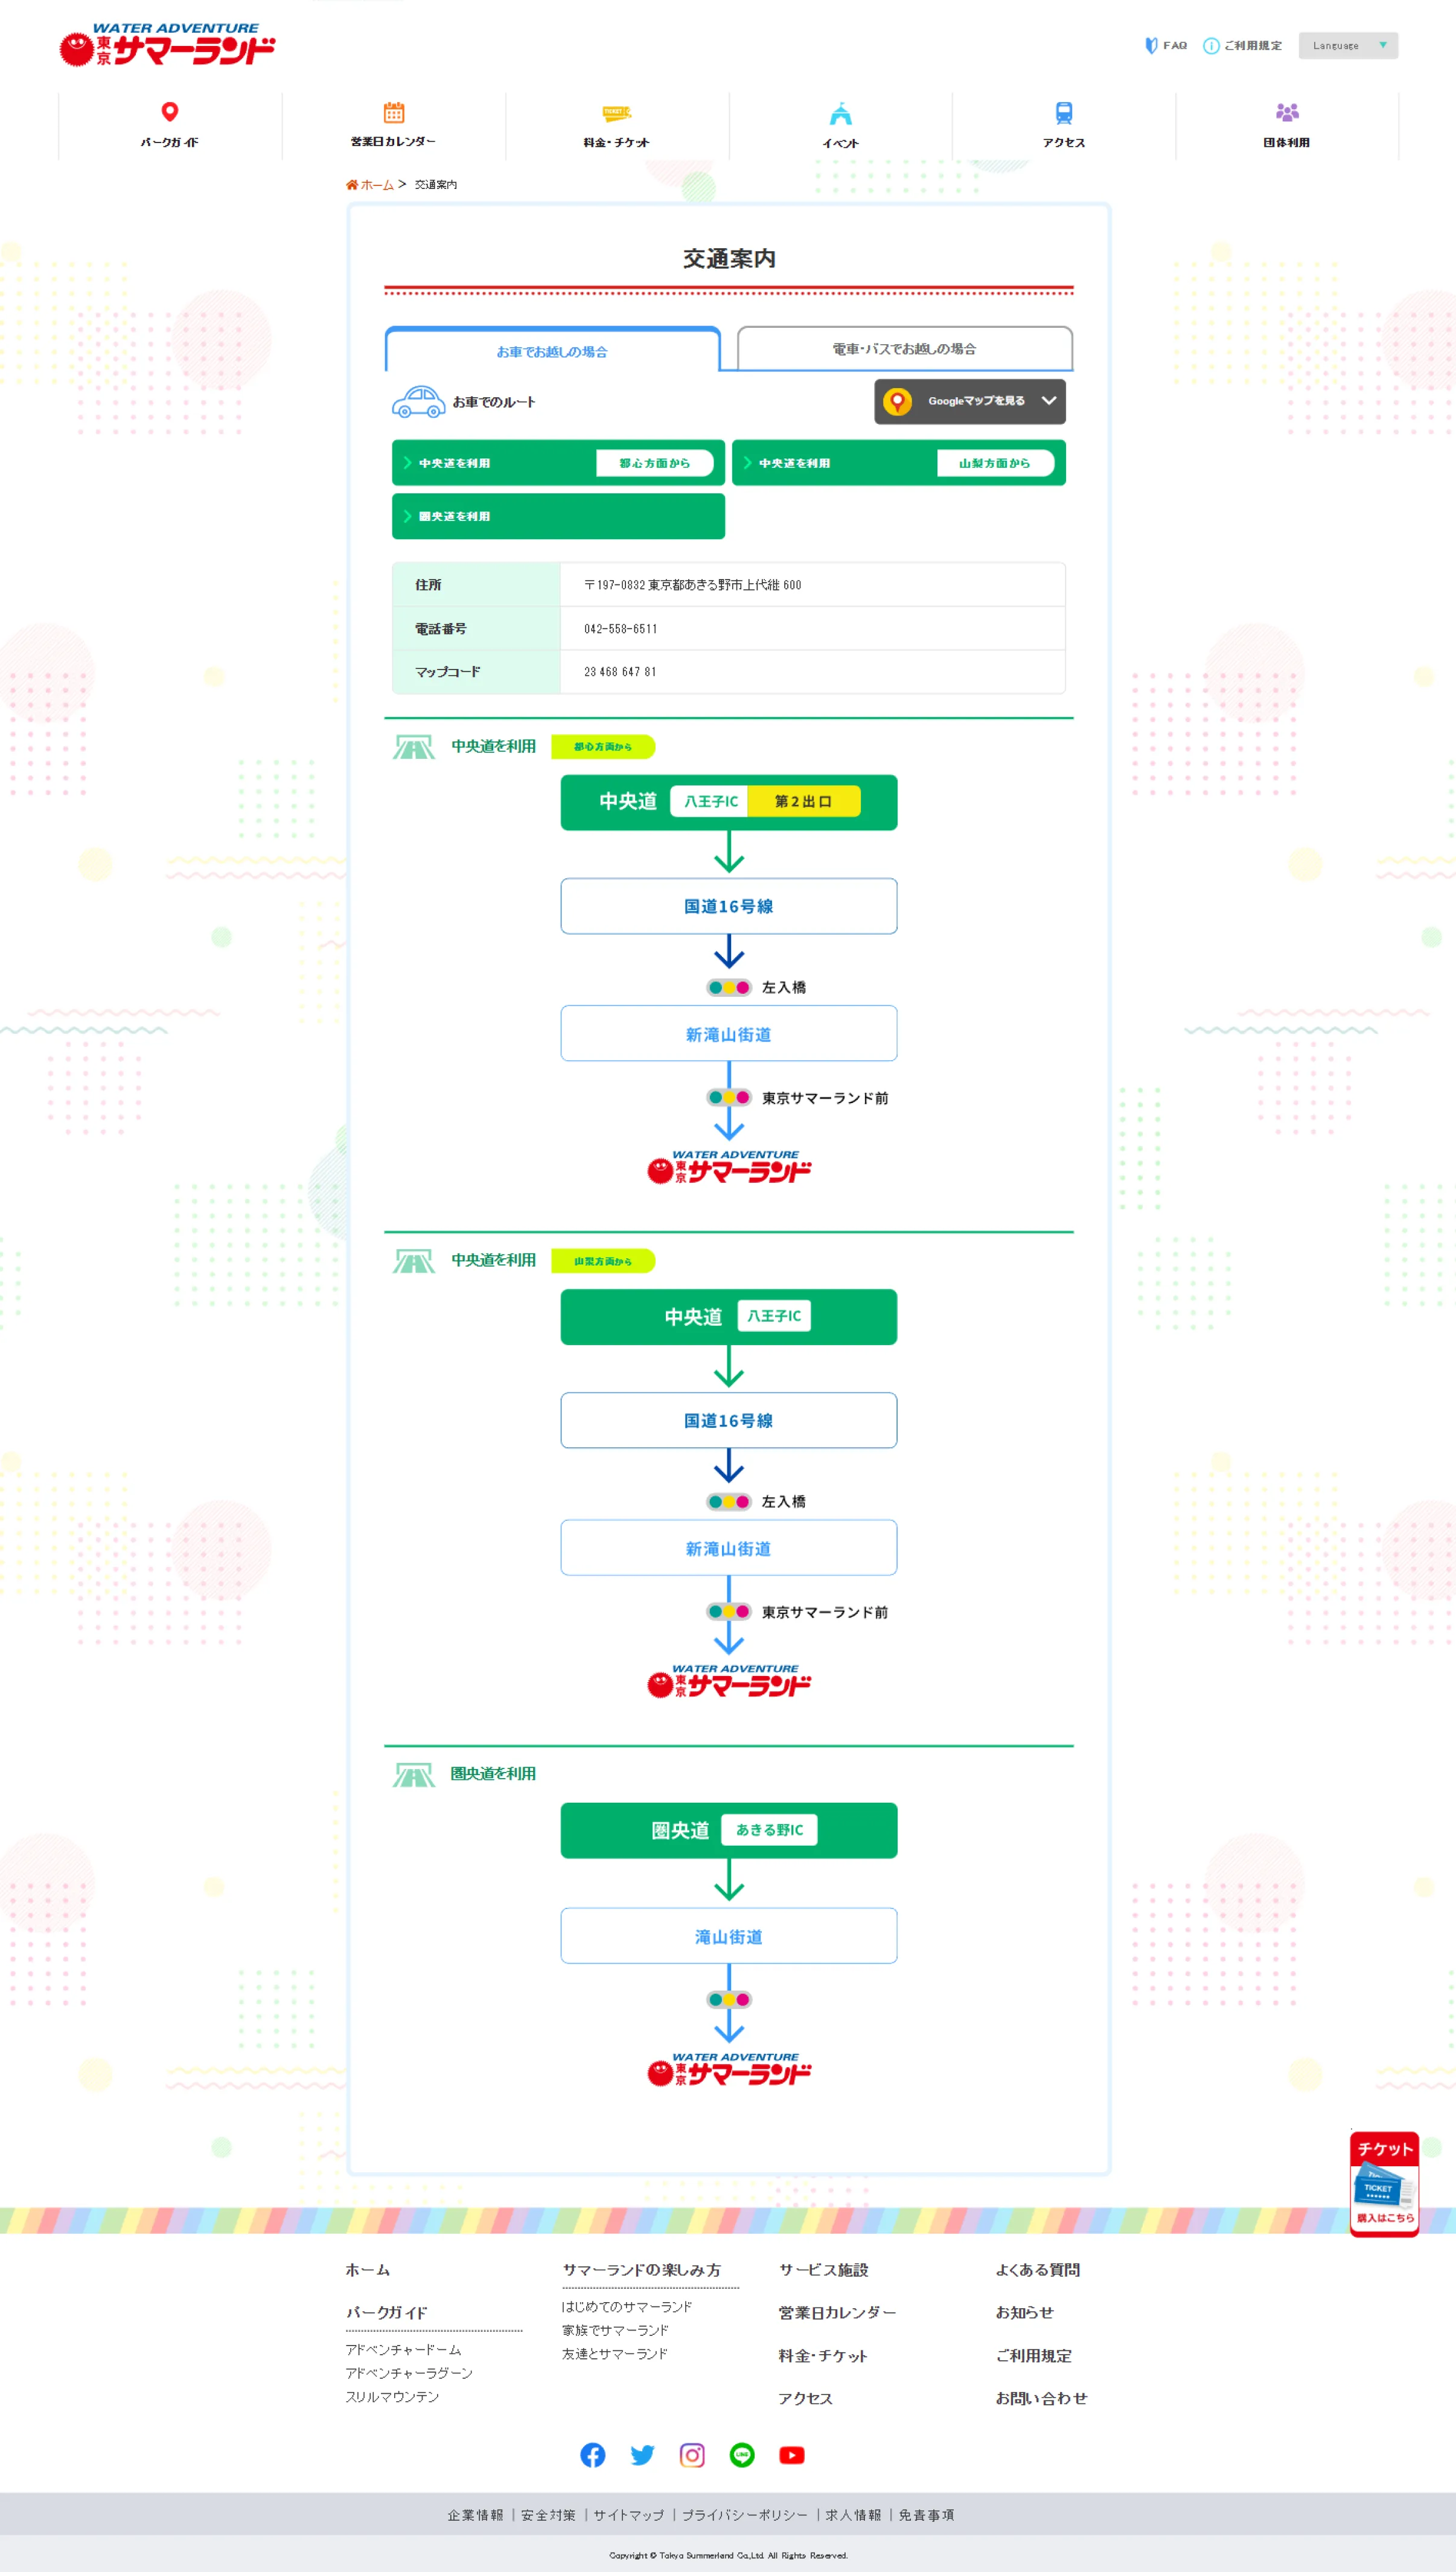 WATER ADVENTURE
東京サマーランド
FAQ
ご利用規定
Language
パークガイド
営業日カレンダー
TICKET
料金・チケット
イベント
アクセス
団体利用
ホーム > 交通案内
交通案内
お車でお越しの場合
電車・バスでお越しの場合
お車でのルート
Googleマップを見る
中央道を利用 都心方面から
中央道を利用 山梨方面から
圏央道を利用
住所 〒197-0832 東京都あきる野市上代継 600
電話番号 042-558-6511
マップコード 23 468 647 81
中央道を利用 都心方面から
中央道 八王子IC 第2出口
国道16号線
左入橋
新滝山街道
東京サマーランド前
WATER ADVENTURE
東京サマーランド
中央道を利用 山梨方面から
中央道 八王子IC
国道16号線
左入橋
新滝山街道
東京サマーランド前
WATER ADVENTURE
東京サマーランド
圏央道を利用
圏央道 あきる野IC
滝山街道
WATER ADVENTURE
東京サマーランド
チケット
TICKET
購入はこちら
ホーム
パークガイド
アドベンチャードーム
アドベンチャーラグーン
スリルマウンテン
サマーランドの楽しみ方
はじめてのサマーランド
家族でサマーランド
友達とサマーランド
サービス施設
営業日カレンダー
料金・チケット
アクセス
よくある質問
お知らせ
ご利用規定
お問い合わせ
LINE
企業情報 | 安全対策 | サイトマップ | プライバシーポリシー | 求人情報 | 免責事項
Copyright © Tokyo Summerland Co.,Ltd. All Rights Reserved.